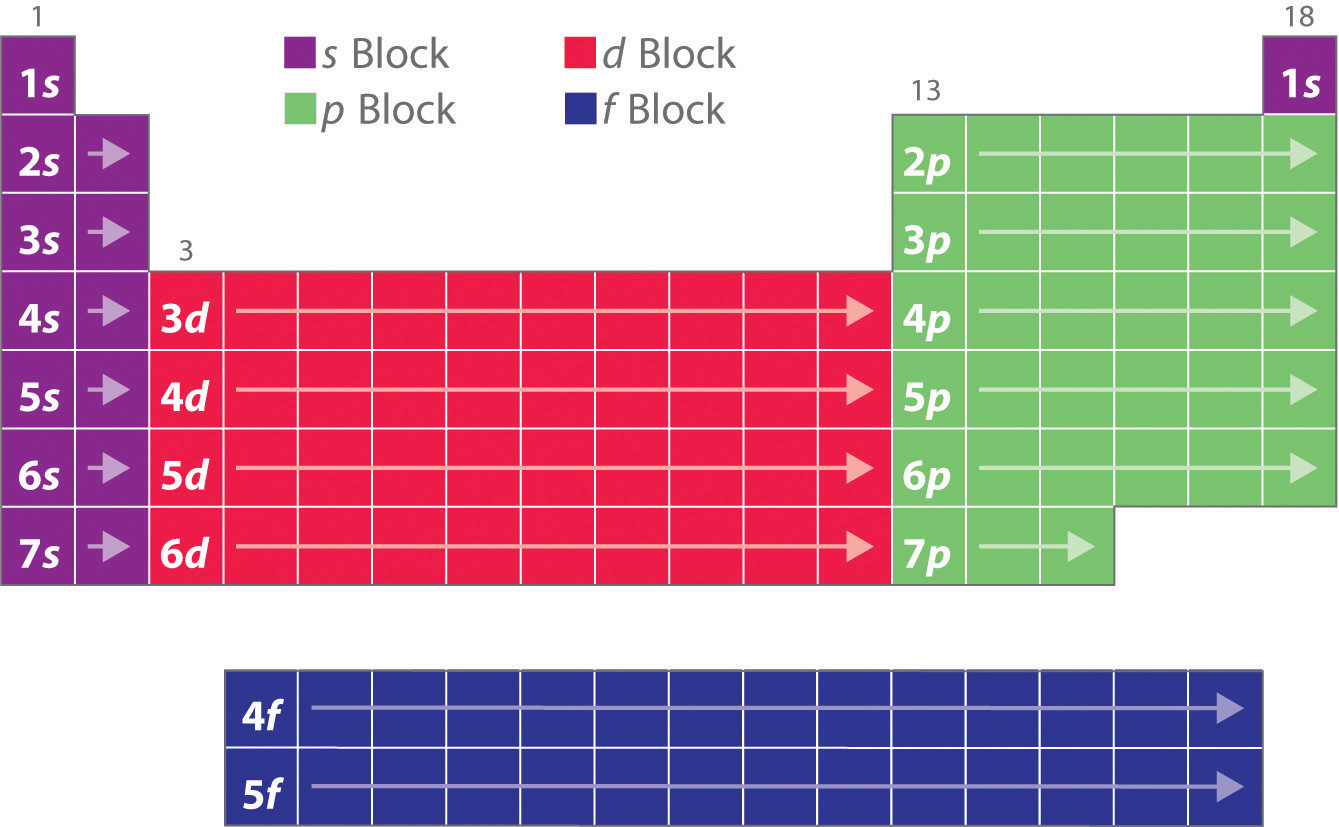 1 18
s Block d Block
1s 1s
p Block f Block
13
2s 2p
3s 3p
3
4s 3d 4p
5s 4d 5p
6s 5d 6p
7s 6d 7p
4f
5f